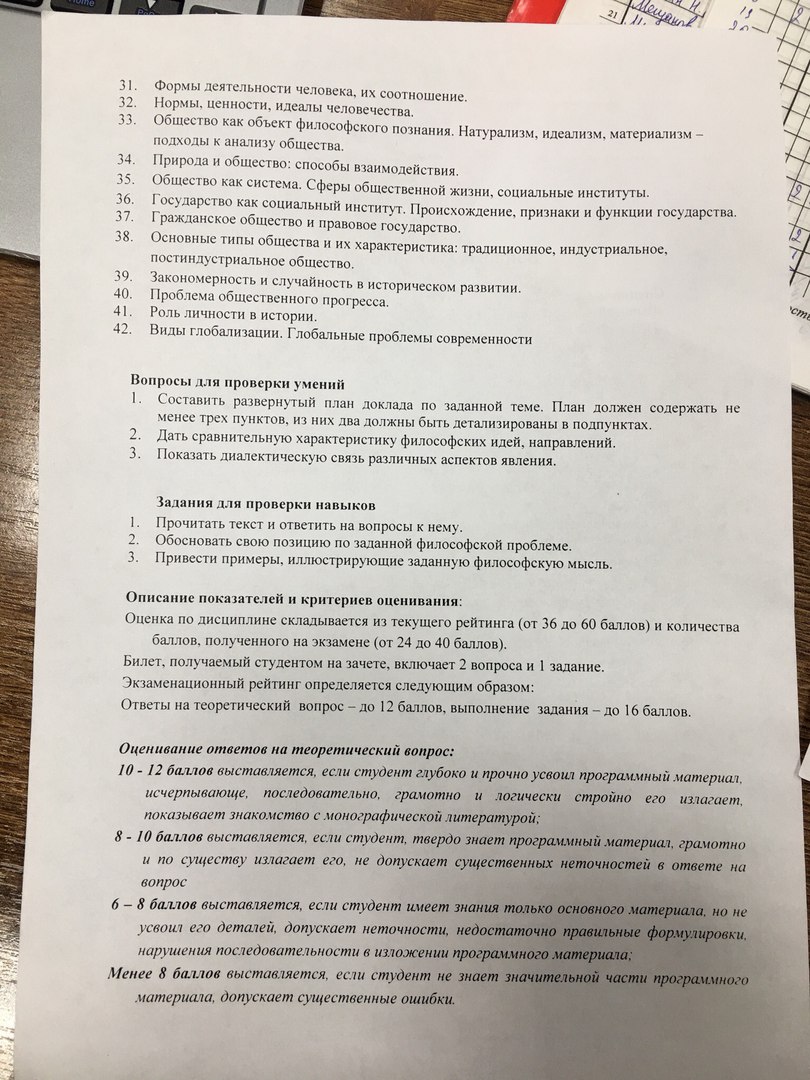 Home
21
Мещанов
19
31. Формы деятельности человека, их соотношение.
32. Нормы, ценности, идеалы человечества.
33. Общество как объект философского познания. Натурализм, идеализм, материализм –
подходы к анализу общества.
34. Природа и общество: способы взаимодействия.
35. Общество как система. Сферы общественной жизни, социальные институты.
36. Государство как социальный институт. Происхождение, признаки и функции государства.
37. Гражданское общество и правовое государство.
38. Основные типы общества и их характеристика: традиционное, индустриальное,
постиндустриальное общество.
39. Закономерность и случайность в историческом развитии.
40. Проблема общественного прогресса.
41. Роль личности в истории.
42. Виды глобализации. Глобальные проблемы современности
Вопросы для проверки умений
1. Составить развернутый план доклада по заданной теме. План должен содержать не
менее трех пунктов, из них два должны быть детализированы в подпунктах.
2. Дать сравнительную характеристику философских идей, направлений.
3. Показать диалектическую связь различных аспектов явления.
Задания для проверки навыков
1. Прочитать текст и ответить на вопросы к нему.
2. Обосновать свою позицию по заданной философской проблеме.
3. Привести примеры, иллюстрирующие заданную философскую мысль.
Описание показателей и критериев оценивания:
Оценка по дисциплине складывается из текущего рейтинга (от 36 до 60 баллов) и количества
баллов, полученного на экзамене (от 24 до 40 баллов).
Билет, получаемый студентом на зачете, включает 2 вопроса и 1 задание.
Экзаменационный рейтинг определяется следующим образом:
Ответы на теоретический вопрос – до 12 баллов, выполнение задания – до 16 баллов.
Оценивание ответов на теоретический вопрос:
10 - 12 баллов выставляется, если студент глубоко и прочно усвоил программный материал,
исчерпывающе, последовательно, грамотно и логически стройно его излагает,
показывает знакомство с монографической литературой;
8 - 10 баллов выставляется, если студент, твердо знает программный материал, грамотно
и по существу излагает его, не допускает существенных неточностей в ответе на
вопрос
6 – 8 баллов выставляется, если студент имеет знания только основного материала, но не
усвоил его деталей, допускает неточности, недостаточно правильные формулировки,
нарушения последовательности в изложении программного материала;
Менее 8 баллов выставляется, если студент не знает значительной части программного
материала, допускает существенные ошибки.